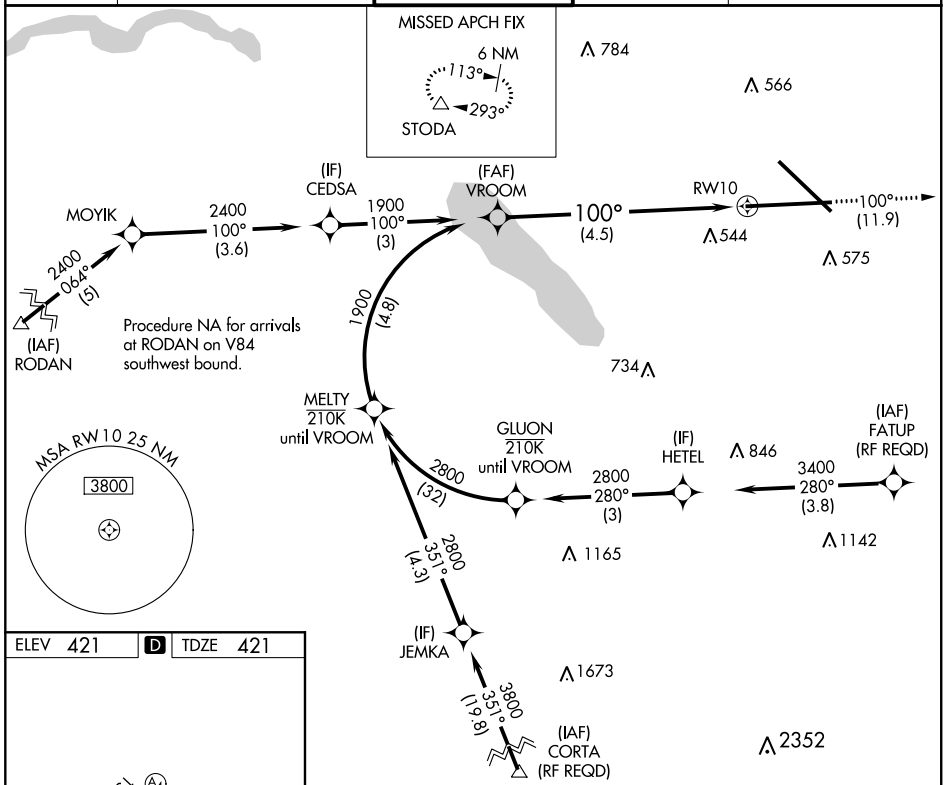 MISSED APCH FIX
6 NM
113°
293°
STODA
784
566
(IF)
CEDSA
(FAF)
VROOM
RW10
MOYIK
2400
100°
(3.6)
1900
100°
(3)
100°
(4.5)
100°
(11.9)
544
575
2400
064°
(5)
(IAF)
RODAN
Procedure NA for arrivals
at RODAN on V84
southwest bound.
1900
(4.8)
734
MELTY
210K
until VROOM
GLUON
210K
until VROOM
(IF)
HETEL
846
(IAF)
FATUP
(RF REQD)
2800
(32)
2800
280°
(3)
3400
280°
(3.8)
MSA RW10 25 NM
3800
2800
351°
(4.3)
1165
1142
(IF)
JEMKA
ELEV 421 D TDZE 421
1673
3800
351°
(19.8)
(IAF)
CORTA
(RF REQD)
2352